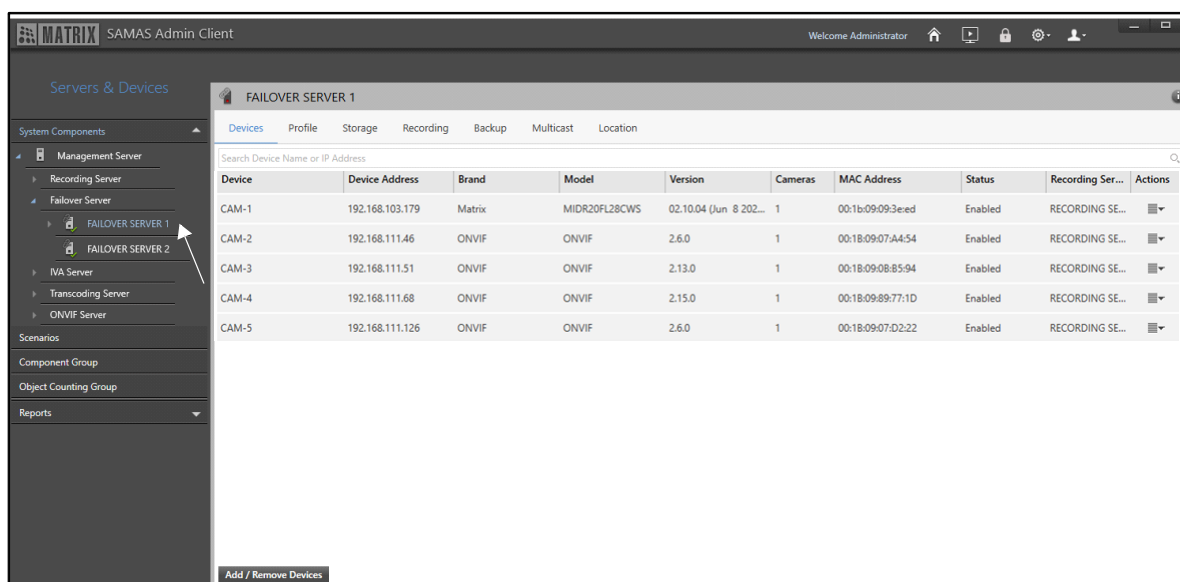 MATRIX SAMAS Admin Client
Welcome Administrator
Servers & Devices
System Components
Management Server
Recording Server
Failover Server
FAILOVER SERVER 1
FAILOVER SERVER 2
IVA Server
Transcoding Server
ONVIF Server
Scenarios
Component Group
Object Counting Group
Reports
FAILOVER SERVER 1
Devices Profile Storage Recording Backup Multicast Location
Search Device Name or IP Address
Device Device Address Brand Model Version Cameras MAC Address Status Recording Ser... Actions
CAM-1 192.168.103.179 Matrix MIDR20FL28CWS 02.10.04 (Jun 8 202... 1 00:1b:09:09:3e:ed Enabled RECORDING SE...
CAM-2 192.168.111.46 ONVIF ONVIF 2.6.0 1 00:1B:09:07:A4:54 Enabled RECORDING SE...
CAM-3 192.168.111.51 ONVIF ONVIF 2.13.0 1 00:1B:09:0B:B5:94 Enabled RECORDING SE...
CAM-4 192.168.111.68 ONVIF ONVIF 2.15.0 1 00:1B:09:89:77:1D Enabled RECORDING SE...
CAM-5 192.168.111.126 ONVIF ONVIF 2.6.0 1 00:1B:09:07:D2:22 Enabled RECORDING SE...
Add / Remove Devices